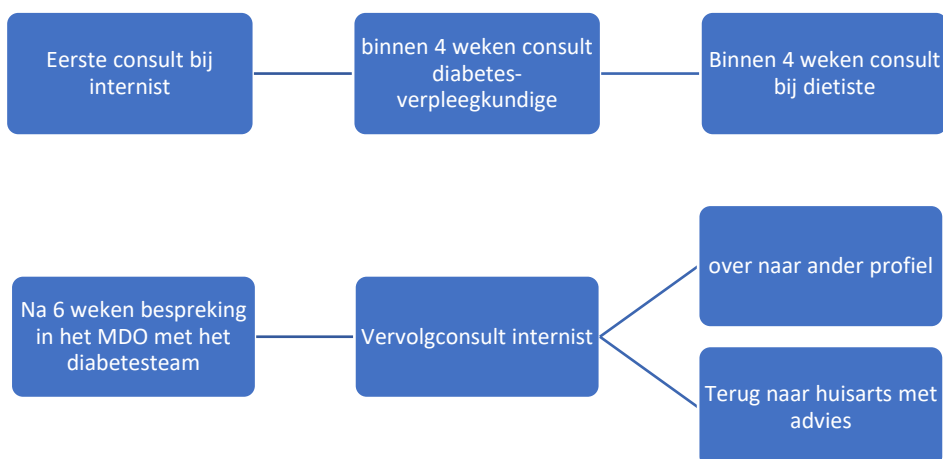 Eerste consult bij
internist
binnen 4 weken consult
diabetes-
verpleegkundige
Binnen 4 weken consult
bij dietiste
Na 6 weken bespreking
in het MDO met het
diabetesteam
Vervolgconsult internist
over naar ander profiel
Terug naar huisarts met
advies